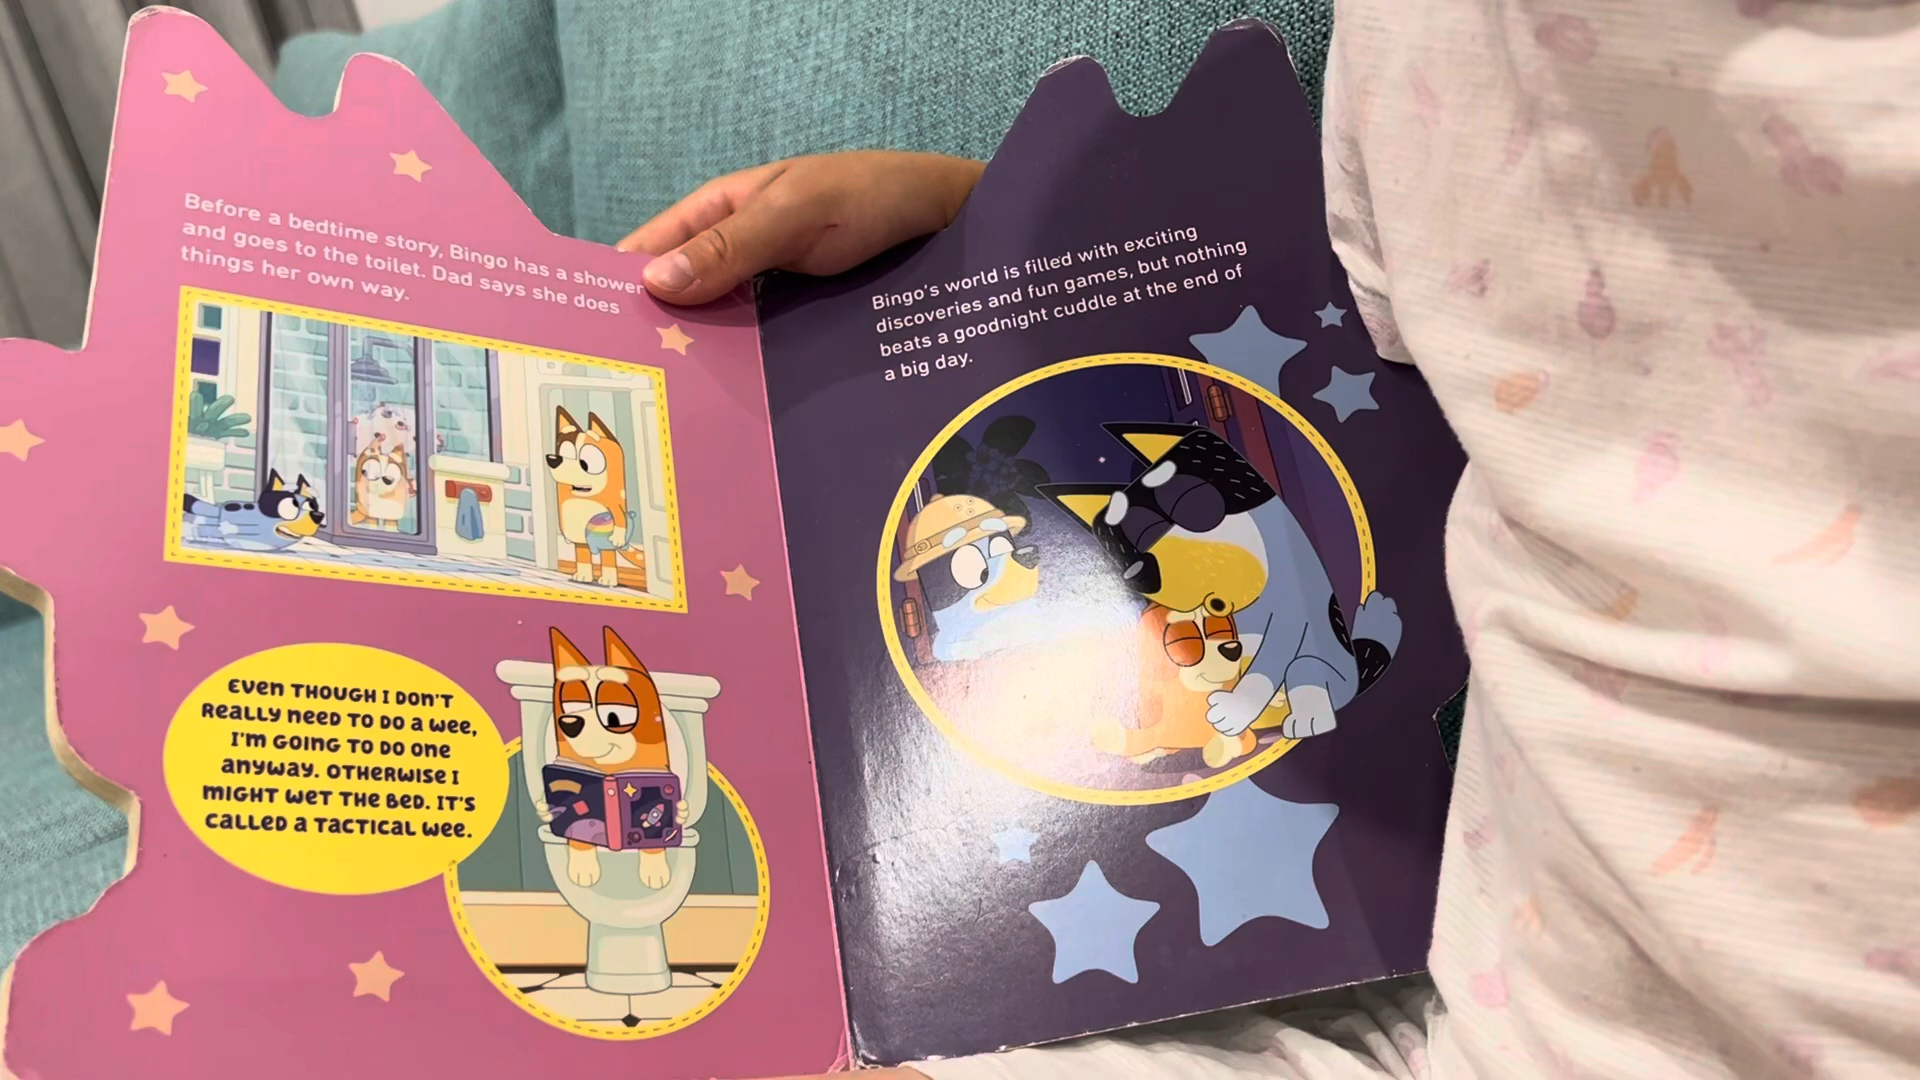 Before a bedtime story, Bingo has a shower
and goes to the toilet. Dad says she does
things her own way.
EVEN THOUGH I DON'T
REALLY NEED TO DO A WEE,
I'M GOING TO DO ONE
ANYWAY. OTHERWISE I
MIGHT WET THE BED. IT'S
CALLED A TACTICAL WEE.
Bingo's world is filled with exciting
discoveries and fun games, but nothing
beats a goodnight cuddle at the end of
a big day.